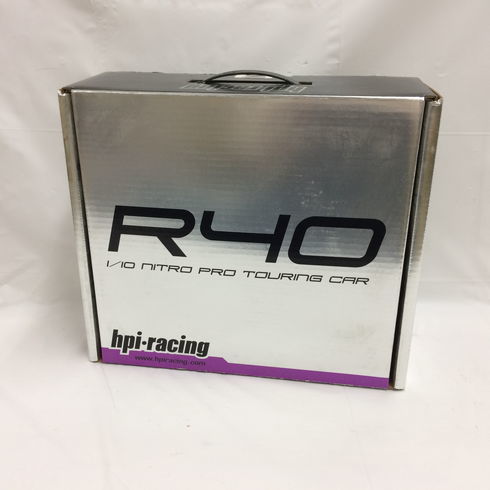 R40
1/10 NITRO PRO TOURING CAR
hpi·racing
www.hpiracing.com